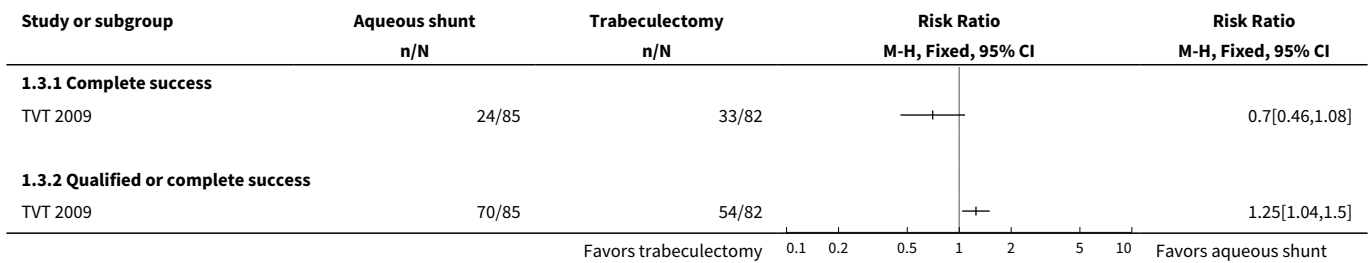 Study or subgroup Aqueous shunt Trabeculectomy Risk Ratio Risk Ratio
n/N n/N M-H, Fixed, 95% CI M-H, Fixed, 95% CI
1.3.1 Complete success
TVT 2009 24/85 33/82 0.7[0.46,1.08]
1.3.2 Qualified or complete success
TVT 2009 70/85 54/82 1.25[1.04,1.5]
Favors trabeculectomy 0.1 0.2 0.5 1 2 5 10 Favors aqueous shunt